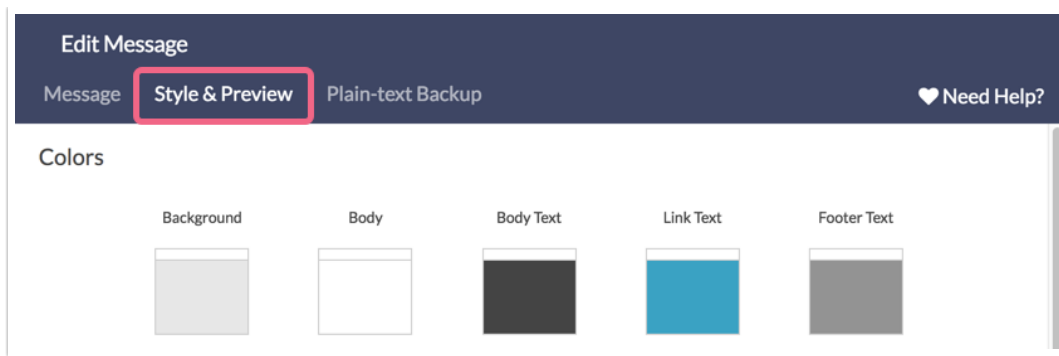 Edit Message
Message Style & Preview Plain-text Backup Need Help?
Colors
Background Body Body Text Link Text Footer Text